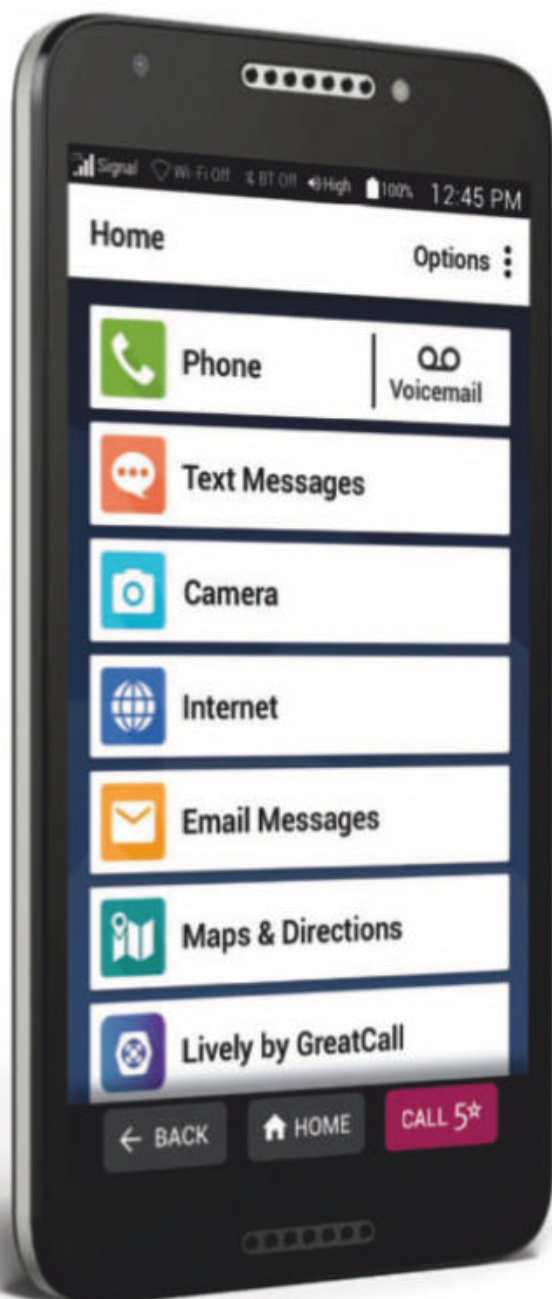 Signal Wi-Fi Off BT Off High 100% 12:45 PM
Home Options
Phone Voicemail
Text Messages
Camera
Internet
Email Messages
Maps & Directions
Lively by GreatCall
BACK HOME CALL 5☆